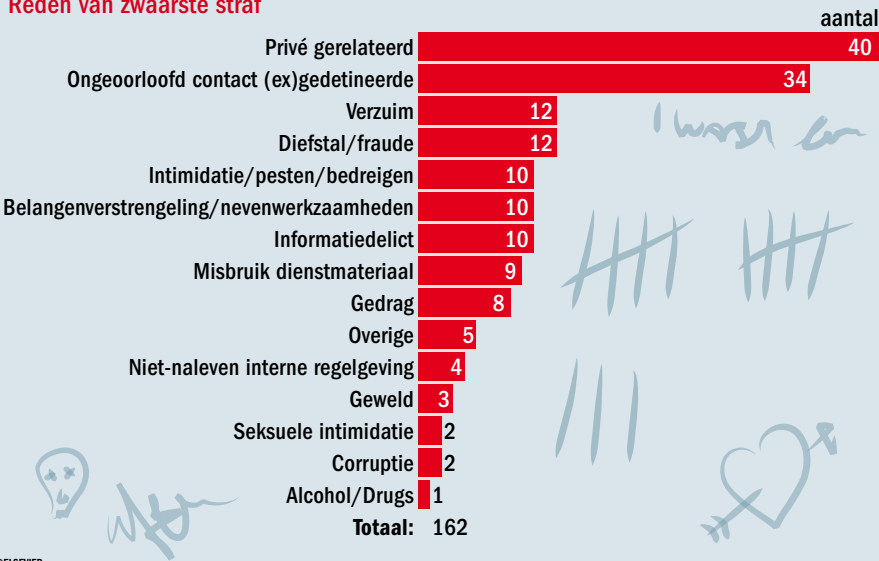 Reden van zwaarste straf
aantal
Privé gerelateerd 40
Ongeoorloofd contact (ex)gedetineerde 34
Verzuim 12
Diefstal/fraude 12
Intimidatie/pesten/bedreigen 10
Belangenverstrengeling/nevenwerkzaamheden 10
Informatiedelict 10
Misbruik dienstmateriaal 9
Gedrag 8
Overige 5
Niet-naleven interne regelgeving 4
Geweld 3
Seksuele intimidatie 2
Corruptie 2
Alcohol/Drugs 1
Totaal: 162